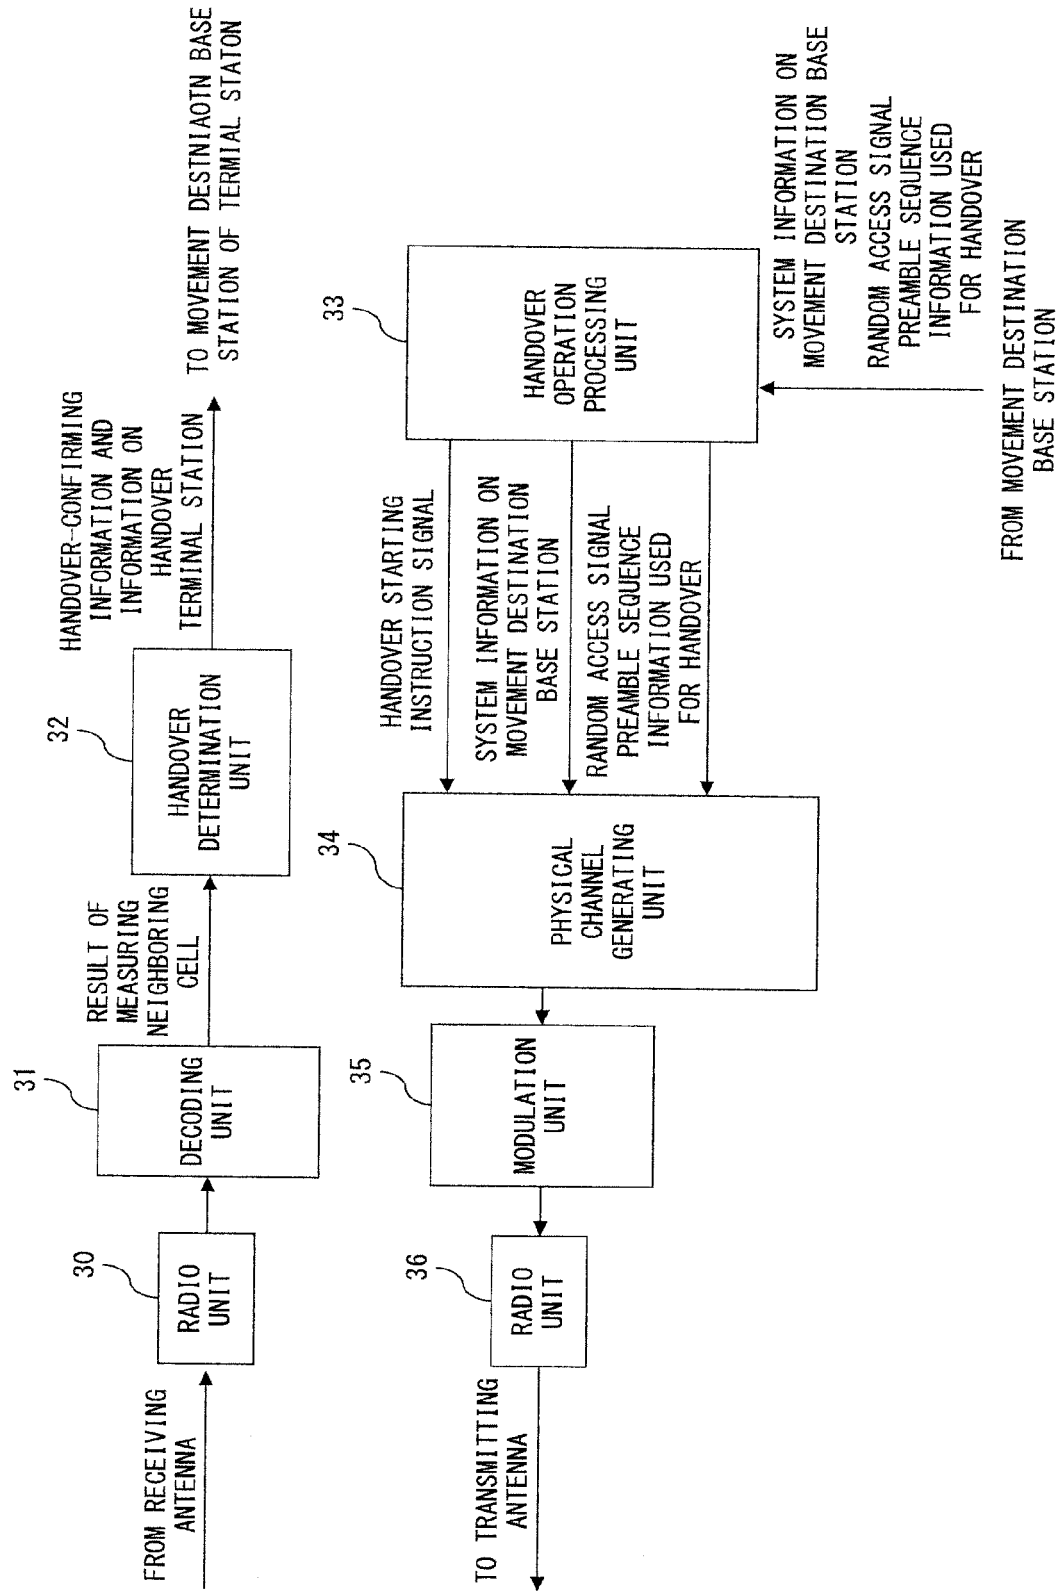 FROM RECEIVING
ANTENNA
30
RADIO
UNIT
31
DECODING
UNIT
RESULT OF
MEASURING
NEIGHBORING
CELL
32
HANDOVER
DETERMINATION
UNIT
HANDOVER-CONFIRMING
INFORMATION AND
INFORMATION ON
HANDOVER
TERMINAL STATION
TO MOVEMENT DESTNIAOTN BASE
STATION OF TERMIAL STATON
TO TRANSMITTING
ANTENNA
36
RADIO
UNIT
35
MODULATION
UNIT
34
PHYSICAL
CHANNEL
GENERATING
UNIT
HANDOVER STARTING
INSTRUCTION SIGNAL
SYSTEM INFORMATION ON
MOVEMENT DESTINATION
BASE STATION
RANDOM ACCESS SIGNAL
PREAMBLE SEQUENCE
INFORMATION USED
FOR HANDOVER
33
HANDOVER
OPERATION
PROCESSING
UNIT
SYSTEM INFORMATION ON
MOVEMENT DESTINATION BASE
STATION
RANDOM ACCESS SIGNAL
PREAMBLE SEQUENCE
INFORMATION USED
FOR HANDOVER
FROM MOVEMENT DESTINATION
BASE STATION